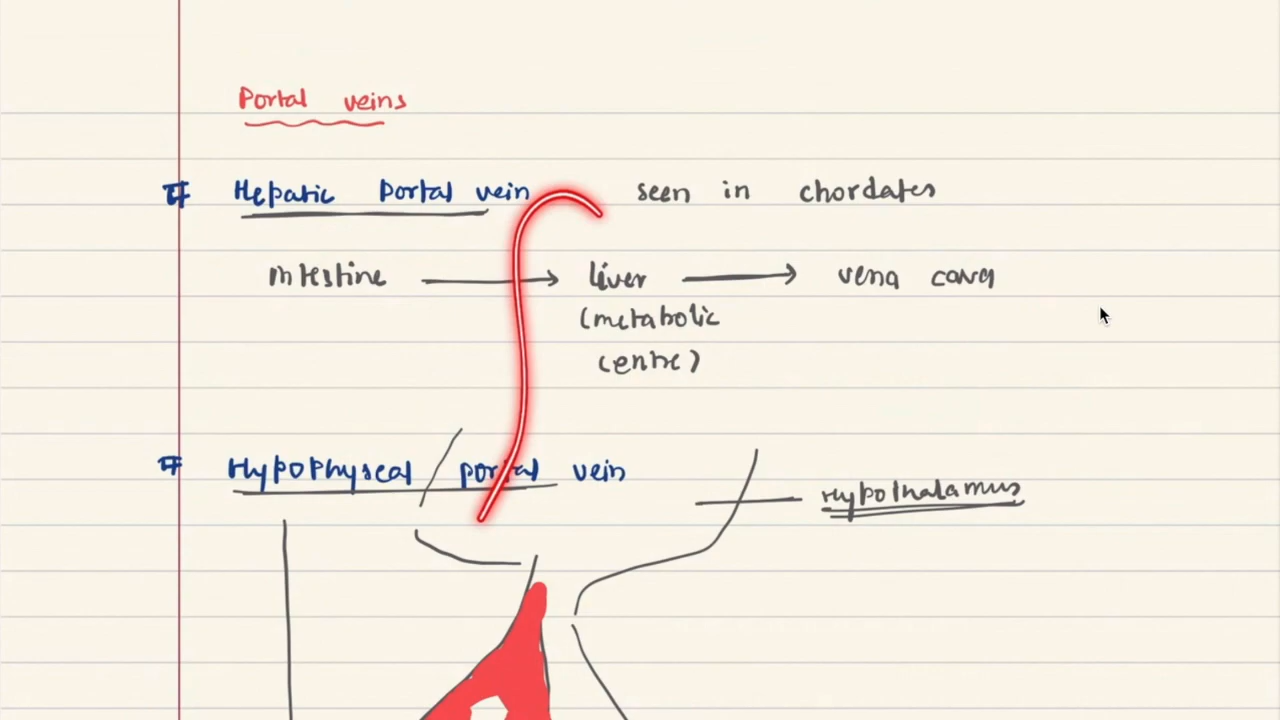 Portal veins
# Hepatic Portal vein seen in chordates
Intestine → liver → vena cava
(metabolic
centre)
# Hypophyseal portal vein
Hypothalamus